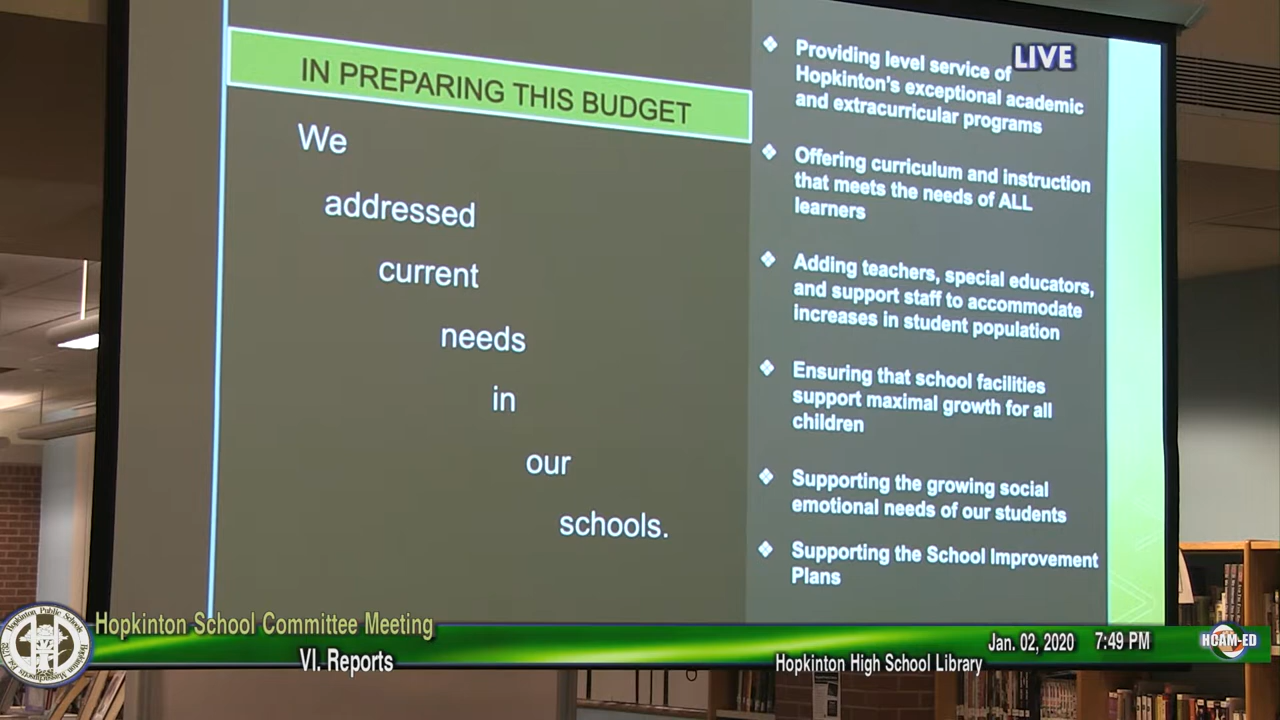 IN PREPARING THIS BUDGET
We
addressed
current
needs
in
our
schools.
❖ Providing level service of
Hopkinton's exceptional academic
and extracurricular programs
❖ Offering curriculum and instruction
that meets the needs of ALL
learners
❖ Adding teachers, special educators,
and support staff to accommodate
increases in student population
❖ Ensuring that school facilities
support maximal growth for all
children
❖ Supporting the growing social
emotional needs of our students
❖ Supporting the School Improvement
Plans
LIVE
Hopkinton Public Schools
Hopkinton School Committee Meeting
VI. Reports
Jan. 02, 2020 7:49 PM
Hopkinton High School Library
HCAM-ED